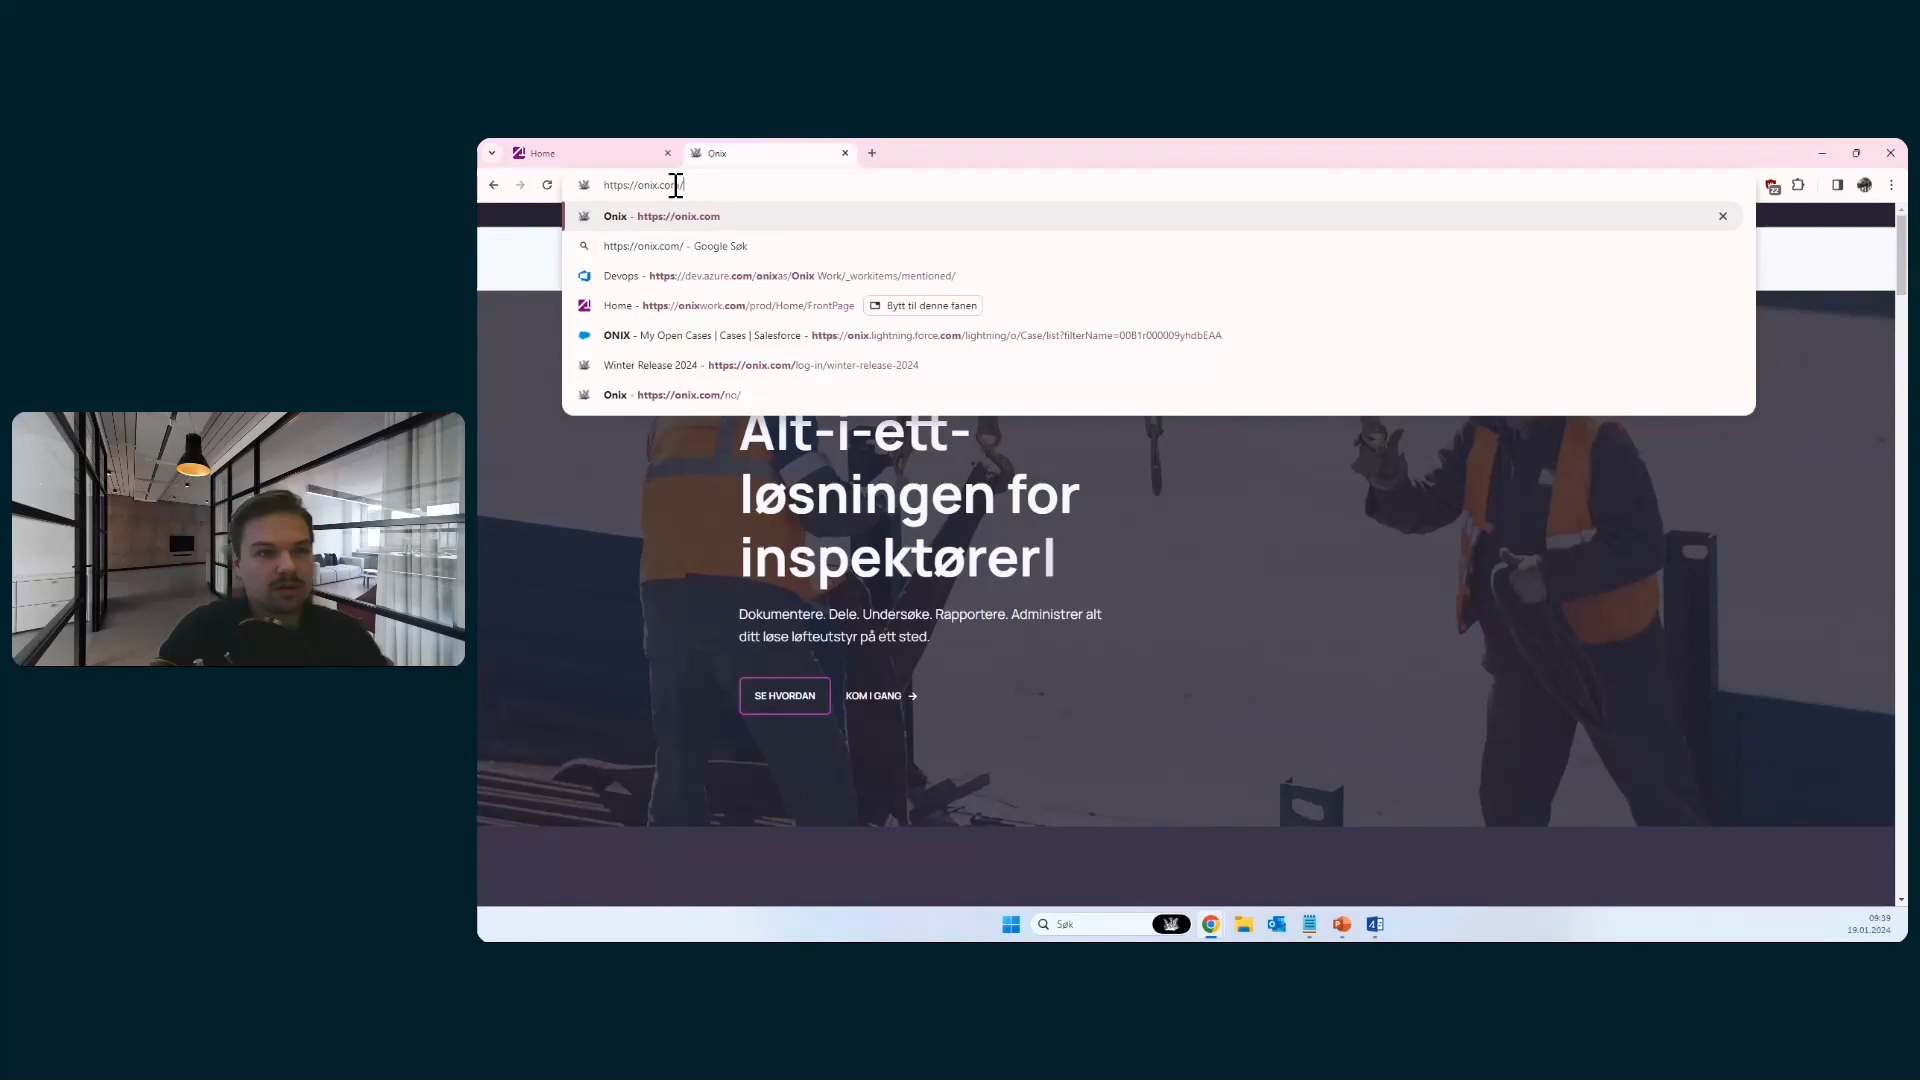 Home
Onix
https://onix.com/
Onix - https://onix.com
https://onix.com/ - Google Søk
Devops - https://dev.azure.com/onixas/Onix Work/_workitems/mentioned/
Home - https://onixwork.com/prod/Home/FrontPage Bytt til denne fanen
ONIX - My Open Cases | Cases | Salesforce - https://onix.lightning.force.com/lightning/o/Case/list?filterName=00B1r000009yhdbEAA
Winter Release 2024 - https://onix.com/log-in/winter-release-2024
Onix - https://onix.com/no/
Alt-i-ett-
løsningen for
inspektører|
Dokumentere. Dele. Undersøke. Rapportere. Administrer alt
ditt løse løfteutstyr på ett sted.
SE HVORDAN
KOM I GANG →
Søk
09:39
19.01.2024